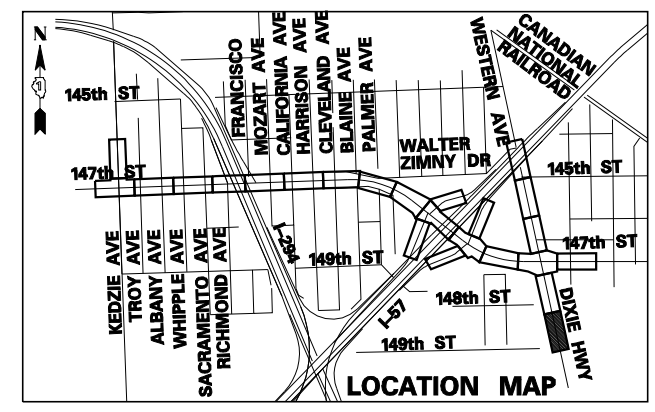 N
1
145th ST
147th ST
KEDZIE AVE
TROY AVE
ALBANY AVE
WHIPPLE AVE
SACRAMENTO AVE
RICHMOND AVE
FRANCISCO
MOZART AVE
CALIFORNIA AVE
HARRISON AVE
CLEVELAND AVE
BLAINE AVE
PALMER AVE
I-294
149th ST
WALTER
ZIMNY DR
WESTERN AVE
CANADIAN
NATIONAL
RAILROAD
145th ST
147th ST
148th ST
I-57
149th ST
DIXIE HWY
LOCATION MAP